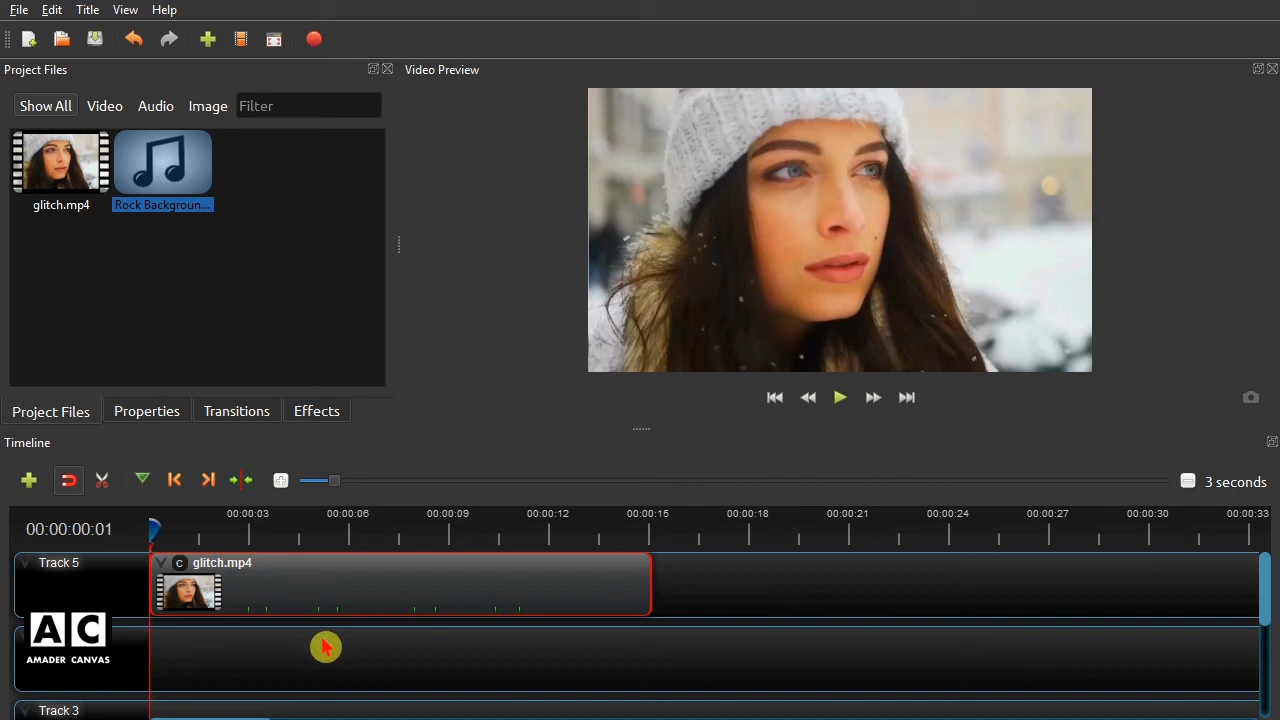 File Edit Title View Help
Project Files
Video Preview
Show All Video Audio Image Filter
glitch.mp4
Rock Backgroun...
Project Files Properties Transitions Effects
Timeline
3 seconds
00:00:00:01
00:00:03 00:00:06 00:00:09 00:00:12 00:00:15 00:00:18 00:00:21 00:00:24 00:00:27 00:00:30 00:00:33
Track 5
C glitch.mp4
AC
AMADER CANVAS
Track 3